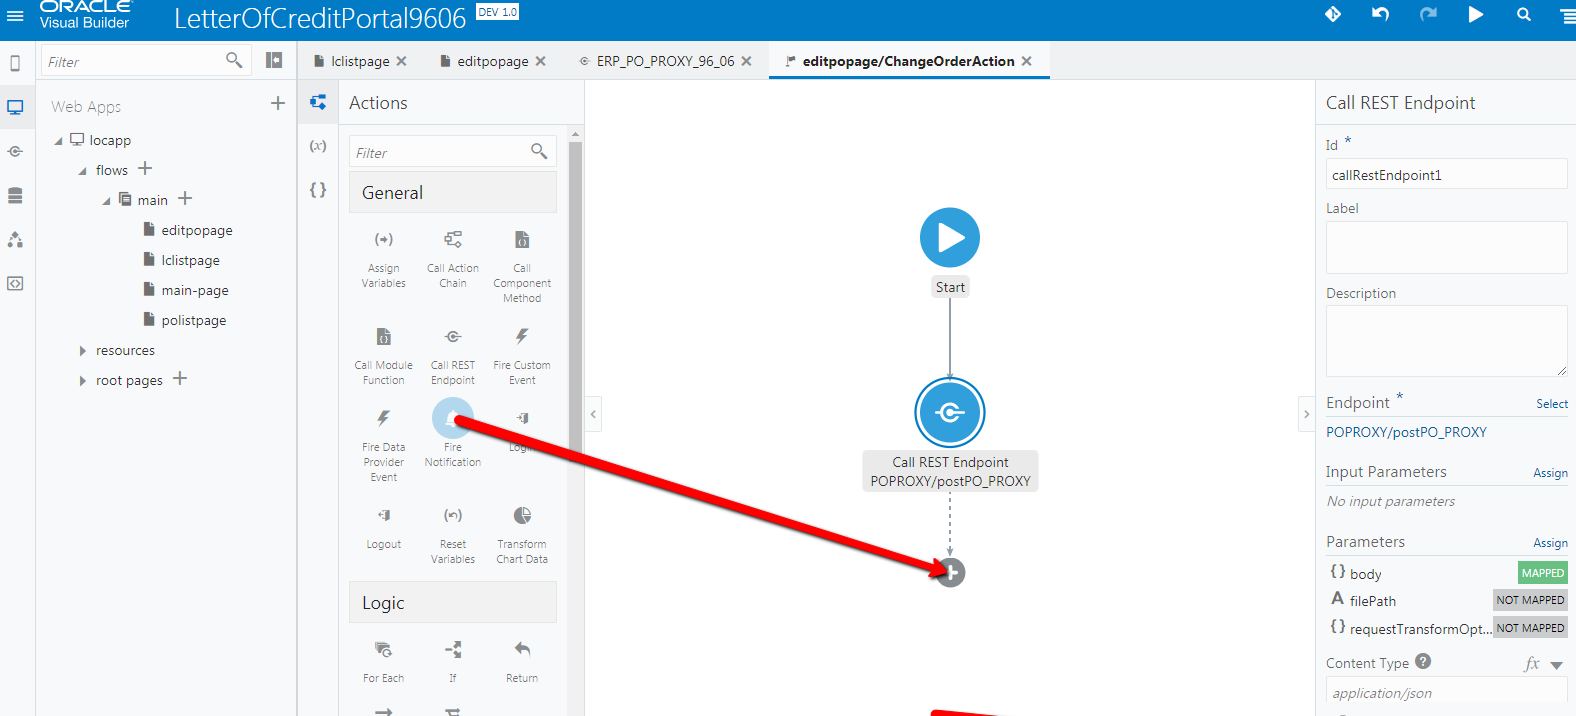 ORACLE
Visual Builder
LetterOfCreditPortal9606
DEV 1.0
Filter
lclistpage
editpopage
ERP_PO_PROXY_96_06
editpopage/ChangeOrderAction
Web Apps
locapp
flows
main
editpopage
lclistpage
main-page
polistpage
resources
root pages
(x)
{ }
Actions
Filter
General
Assign
Variables
Call Action
Chain
Call
Component
Method
Call Module
Function
Call REST
Endpoint
Fire Custom
Event
Fire Data
Provider
Event
Fire
Notification
Logout
Reset
Variables
Transform
Chart Data
Logic
For Each
If
Return
Start
Call REST Endpoint
POPROXY/postPO_PROXY
Call REST Endpoint
Id *
callRestEndpoint1
Label
Description
Endpoint * Select
POPROXY/postPO_PROXY
Input Parameters Assign
No input parameters
Parameters Assign
{} body MAPPED
A filePath NOT MAPPED
{} requestTransformOpt... NOT MAPPED
Content Type ? fx
application/json